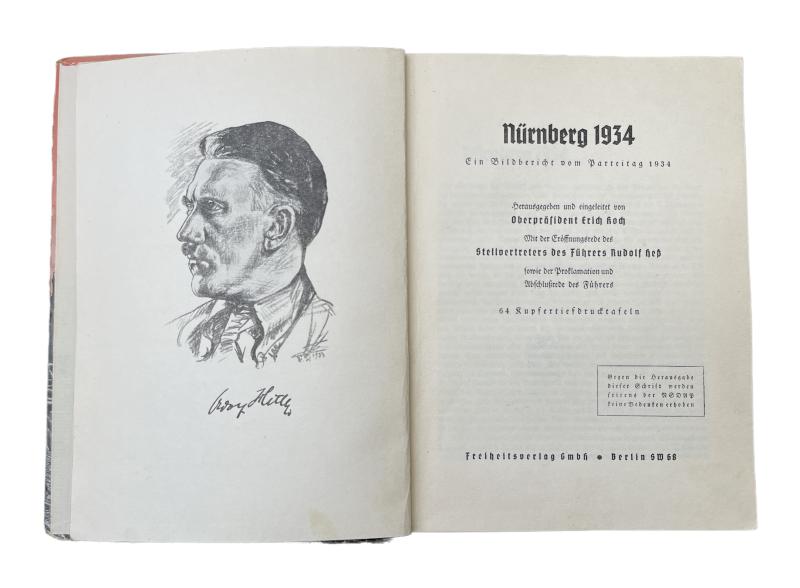 Adolf Hitler
Nürnberg 1934
Ein Bildbericht vom Parteitag 1934
Herausgegeben und eingeleitet von
Oberpräsident Erich Koch
Mit der Eröffnungsrede des
Stellvertreters des Führers Rudolf Heß
sowie der Proklamation und
Abschlußrede des Führers
64 Kupfertiefdrucktafeln
Gegen die Herausgabe
dieser Schrift werden
seitens der NSDAP
keine Bedenken erhoben
Freiheitsverlag GmbH • Berlin SW 68